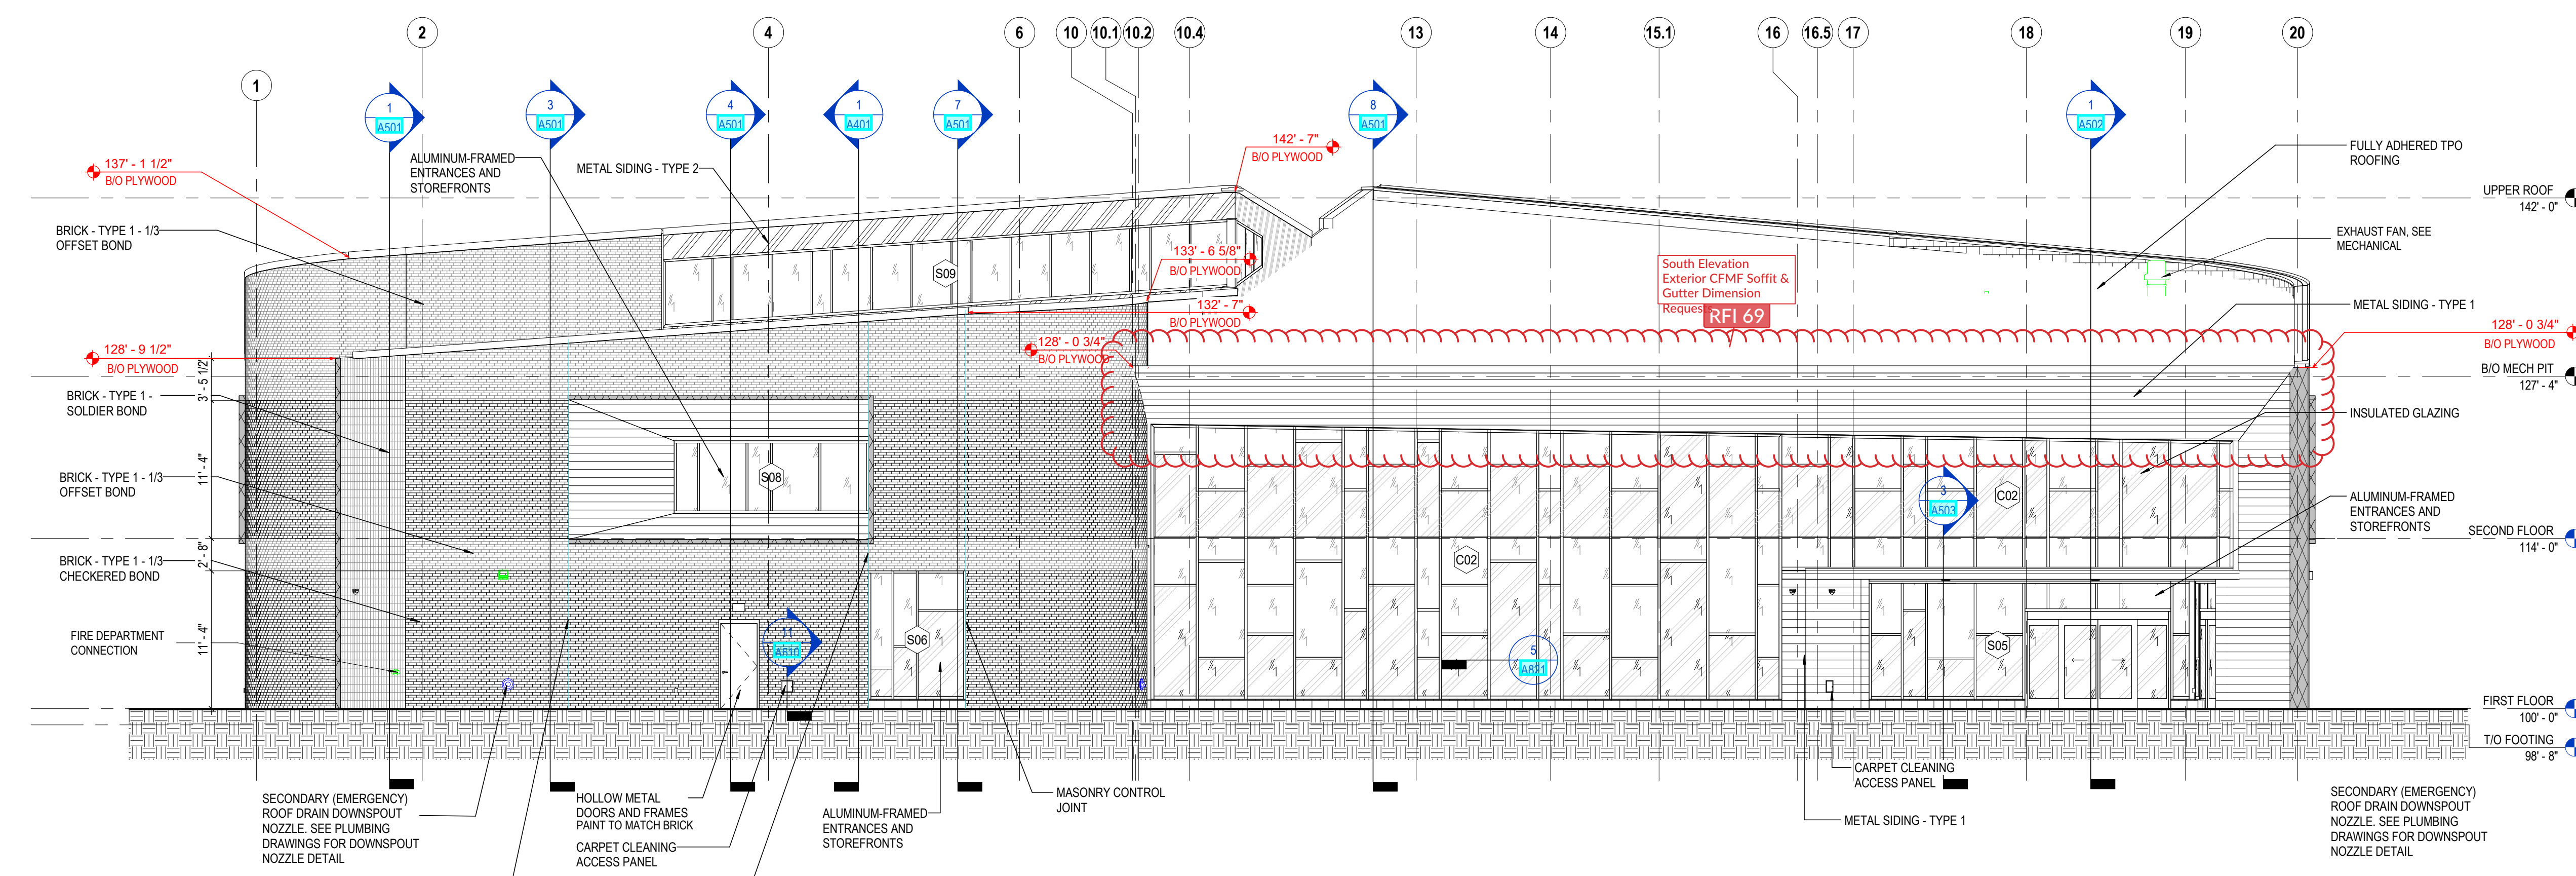 1
2
4
6
10
10.1
10.2
10.4
13
14
15.1
16
16.5
17
18
19
20
1
A501
3
A501
4
A501
1
A401
7
A501
8
A501
1
A502
137' - 1 1/2"
B/O PLYWOOD
ALUMINUM-FRAMED
ENTRANCES AND
STOREFRONTS
METAL SIDING - TYPE 2
142' - 7"
B/O PLYWOOD
FULLY ADHERED TPO
ROOFING
UPPER ROOF
142' - 0"
BRICK - TYPE 1 - 1/3
OFFSET BOND
EXHAUST FAN, SEE
MECHANICAL
133' - 6 5/8"
B/O PLYWOOD
S09
South Elevation
Exterior CFMF Soffit &
Gutter Dimension
Request
RFI 69
METAL SIDING - TYPE 1
132' - 7"
B/O PLYWOOD
128' - 0 3/4"
B/O PLYWOOD
128' - 0 3/4"
B/O PLYWOOD
128' - 9 1/2"
B/O PLYWOOD
3' - 5 1/2"
B/O MECH PIT
127' - 4"
BRICK - TYPE 1 -
SOLDIER BOND
INSULATED GLAZING
11' - 4"
S08
BRICK - TYPE 1 - 1/3
OFFSET BOND
3
A503
C02
ALUMINUM-FRAMED
ENTRANCES AND
STOREFRONTS
SECOND FLOOR
114' - 0"
2' - 8"
BRICK - TYPE 1 - 1/3
CHECKERED BOND
C02
11' - 4"
FIRE DEPARTMENT
CONNECTION
11
A510
S06
5
A821
S05
FIRST FLOOR
100' - 0"
T/O FOOTING
98' - 8"
SECONDARY (EMERGENCY)
ROOF DRAIN DOWNSPOUT
NOZZLE. SEE PLUMBING
DRAWINGS FOR DOWNSPOUT
NOZZLE DETAIL
HOLLOW METAL
DOORS AND FRAMES
PAINT TO MATCH BRICK
CARPET CLEANING
ACCESS PANEL
ALUMINUM-FRAMED
ENTRANCES AND
STOREFRONTS
MASONRY CONTROL
JOINT
CARPET CLEANING
ACCESS PANEL
METAL SIDING - TYPE 1
SECONDARY (EMERGENCY)
ROOF DRAIN DOWNSPOUT
NOZZLE. SEE PLUMBING
DRAWINGS FOR DOWNSPOUT
NOZZLE DETAIL